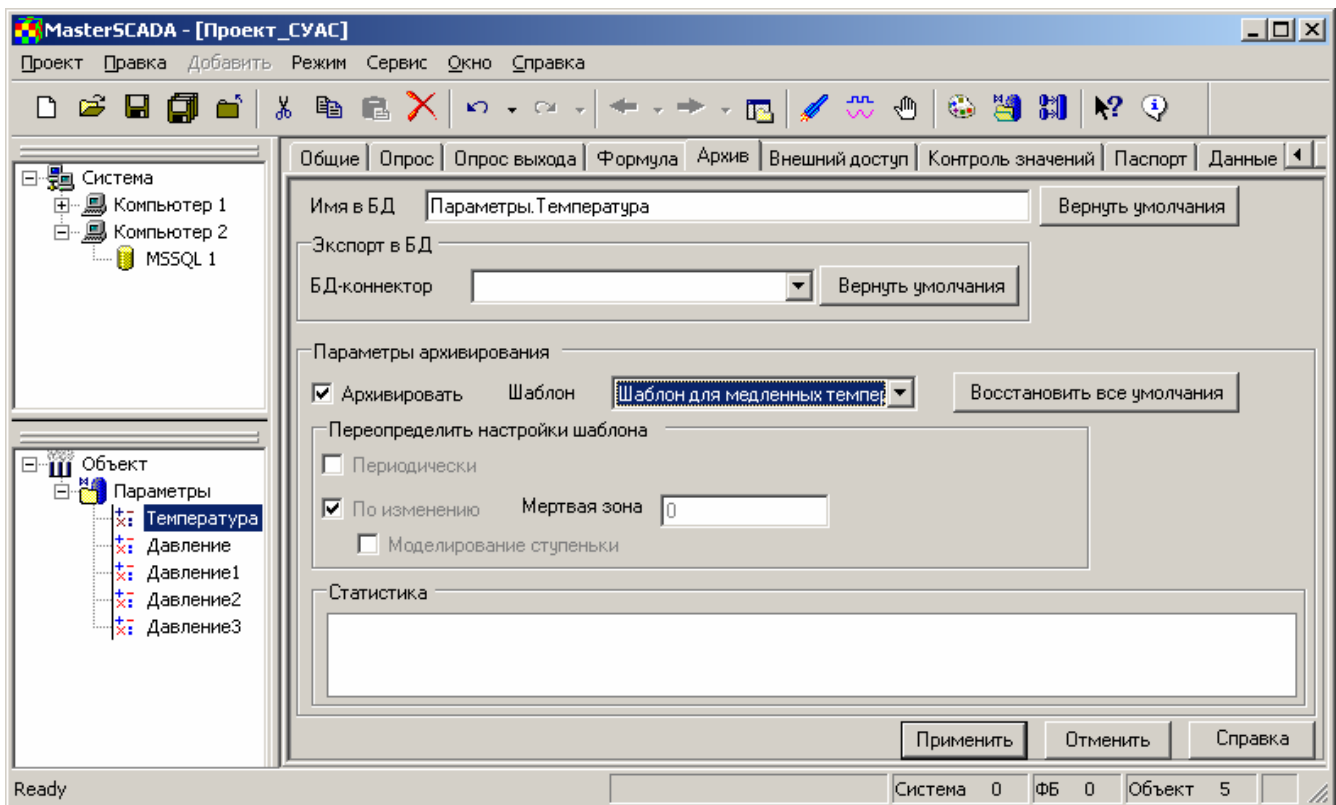 MasterSCADA - [Проект_СУАС]
Проект Правка Добавить Режим Сервис Окно Справка
Общие Опрос Опрос выхода Формула Архив Внешний доступ Контроль значений Паспорт Данные
Система
Компьютер 1
Компьютер 2
MSSQL 1
Объект
Параметры
Температура
Давление
Давление1
Давление2
Давление3
Имя в БД Параметры.Температура Вернуть умолчания
Экспорт в БД
БД-коннектор Вернуть умолчания
Параметры архивирования
Архивировать Шаблон Шаблон для медленных темпер Восстановить все умолчания
Переопределить настройки шаблона
Периодически
По изменению Мертвая зона 0
Моделирование ступеньки
Статистика
Применить Отменить Справка
Ready Система 0 ФБ 0 Объект 5